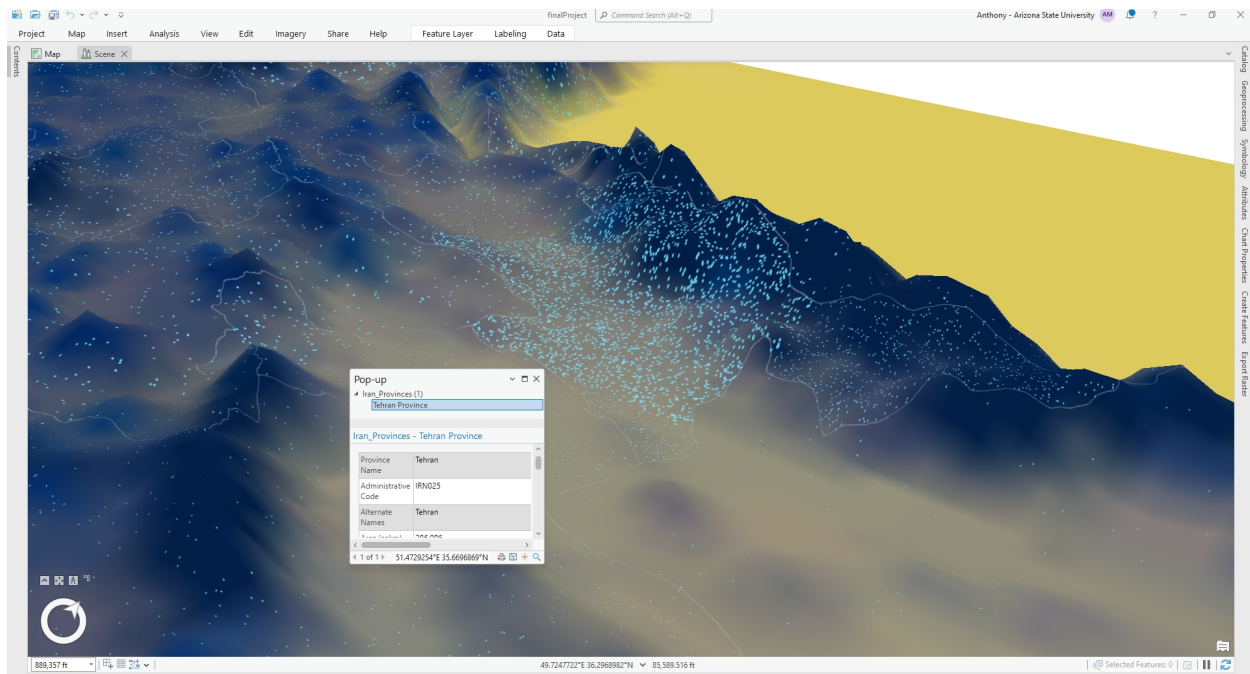 finalProject
Command Search (Alt+Q)
Anthony - Arizona State University
AM
?
Project Map Insert Analysis View Edit Imagery Share Help Feature Layer Labeling Data
Map
Scene
Contents
Catalog
Geoprocessing
Symbology
Attributes
Chart Properties
Create Features
Export Raster
Pop-up
Iran_Provinces (1)
Tehran Province
Iran_Provinces - Tehran Province
Province Tehran
Name
Administrative IRN025
Code
Alternate Tehran
Names
1 of 1
51.4729254°E 35.6696869°N
889,357 ft
49.7247722°E 36.2968982°N
85,589.516 ft
Selected Features: 0